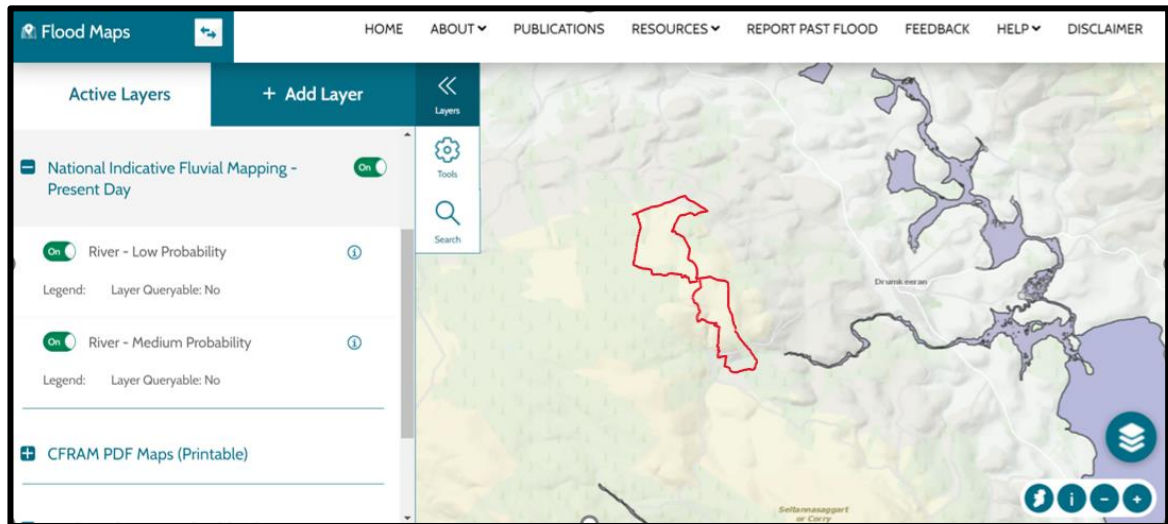 Flood Maps
HOME ABOUT PUBLICATIONS RESOURCES REPORT PAST FLOOD FEEDBACK HELP DISCLAIMER
Active Layers
+ Add Layer
Layers
Tools
Search
National Indicative Fluvial Mapping -
Present Day
On
On River - Low Probability
Legend: Layer Queryable: No
On River - Medium Probability
Legend: Layer Queryable: No
CFRAM PDF Maps (Printable)
Drumkeeran
Sellannasaggart
or Corry